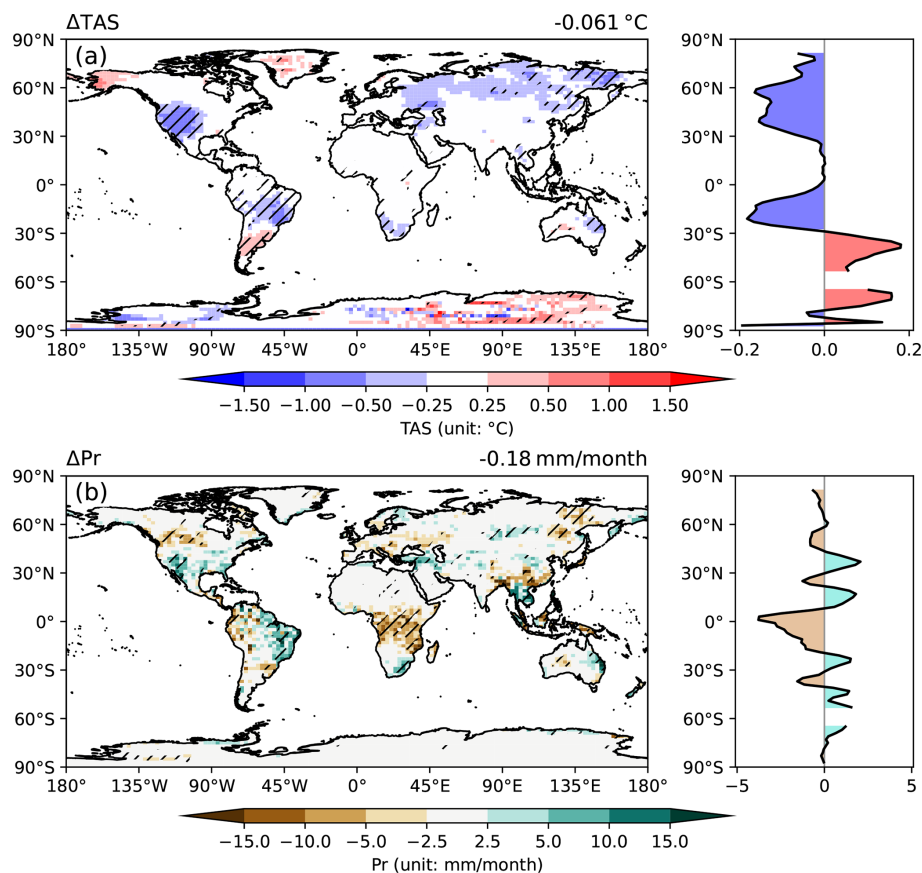 ΔTAS -0.061 °C
(a)
90°N
60°N
30°N
0°
30°S
60°S
90°S
180° 135°W 90°W 45°W 0° 45°E 90°E 135°E 180°
90°N
60°N
30°N
0°
30°S
60°S
90°S
−0.2 0.0 0.2
−1.50 −1.00 −0.50 −0.25 0.25 0.50 1.00 1.50
TAS (unit: °C)
ΔPr -0.18 mm/month
(b)
90°N
60°N
30°N
0°
30°S
60°S
90°S
180° 135°W 90°W 45°W 0° 45°E 90°E 135°E 180°
90°N
60°N
30°N
0°
30°S
60°S
90°S
−5 0 5
−15.0 −10.0 −5.0 −2.5 2.5 5.0 10.0 15.0
Pr (unit: mm/month)